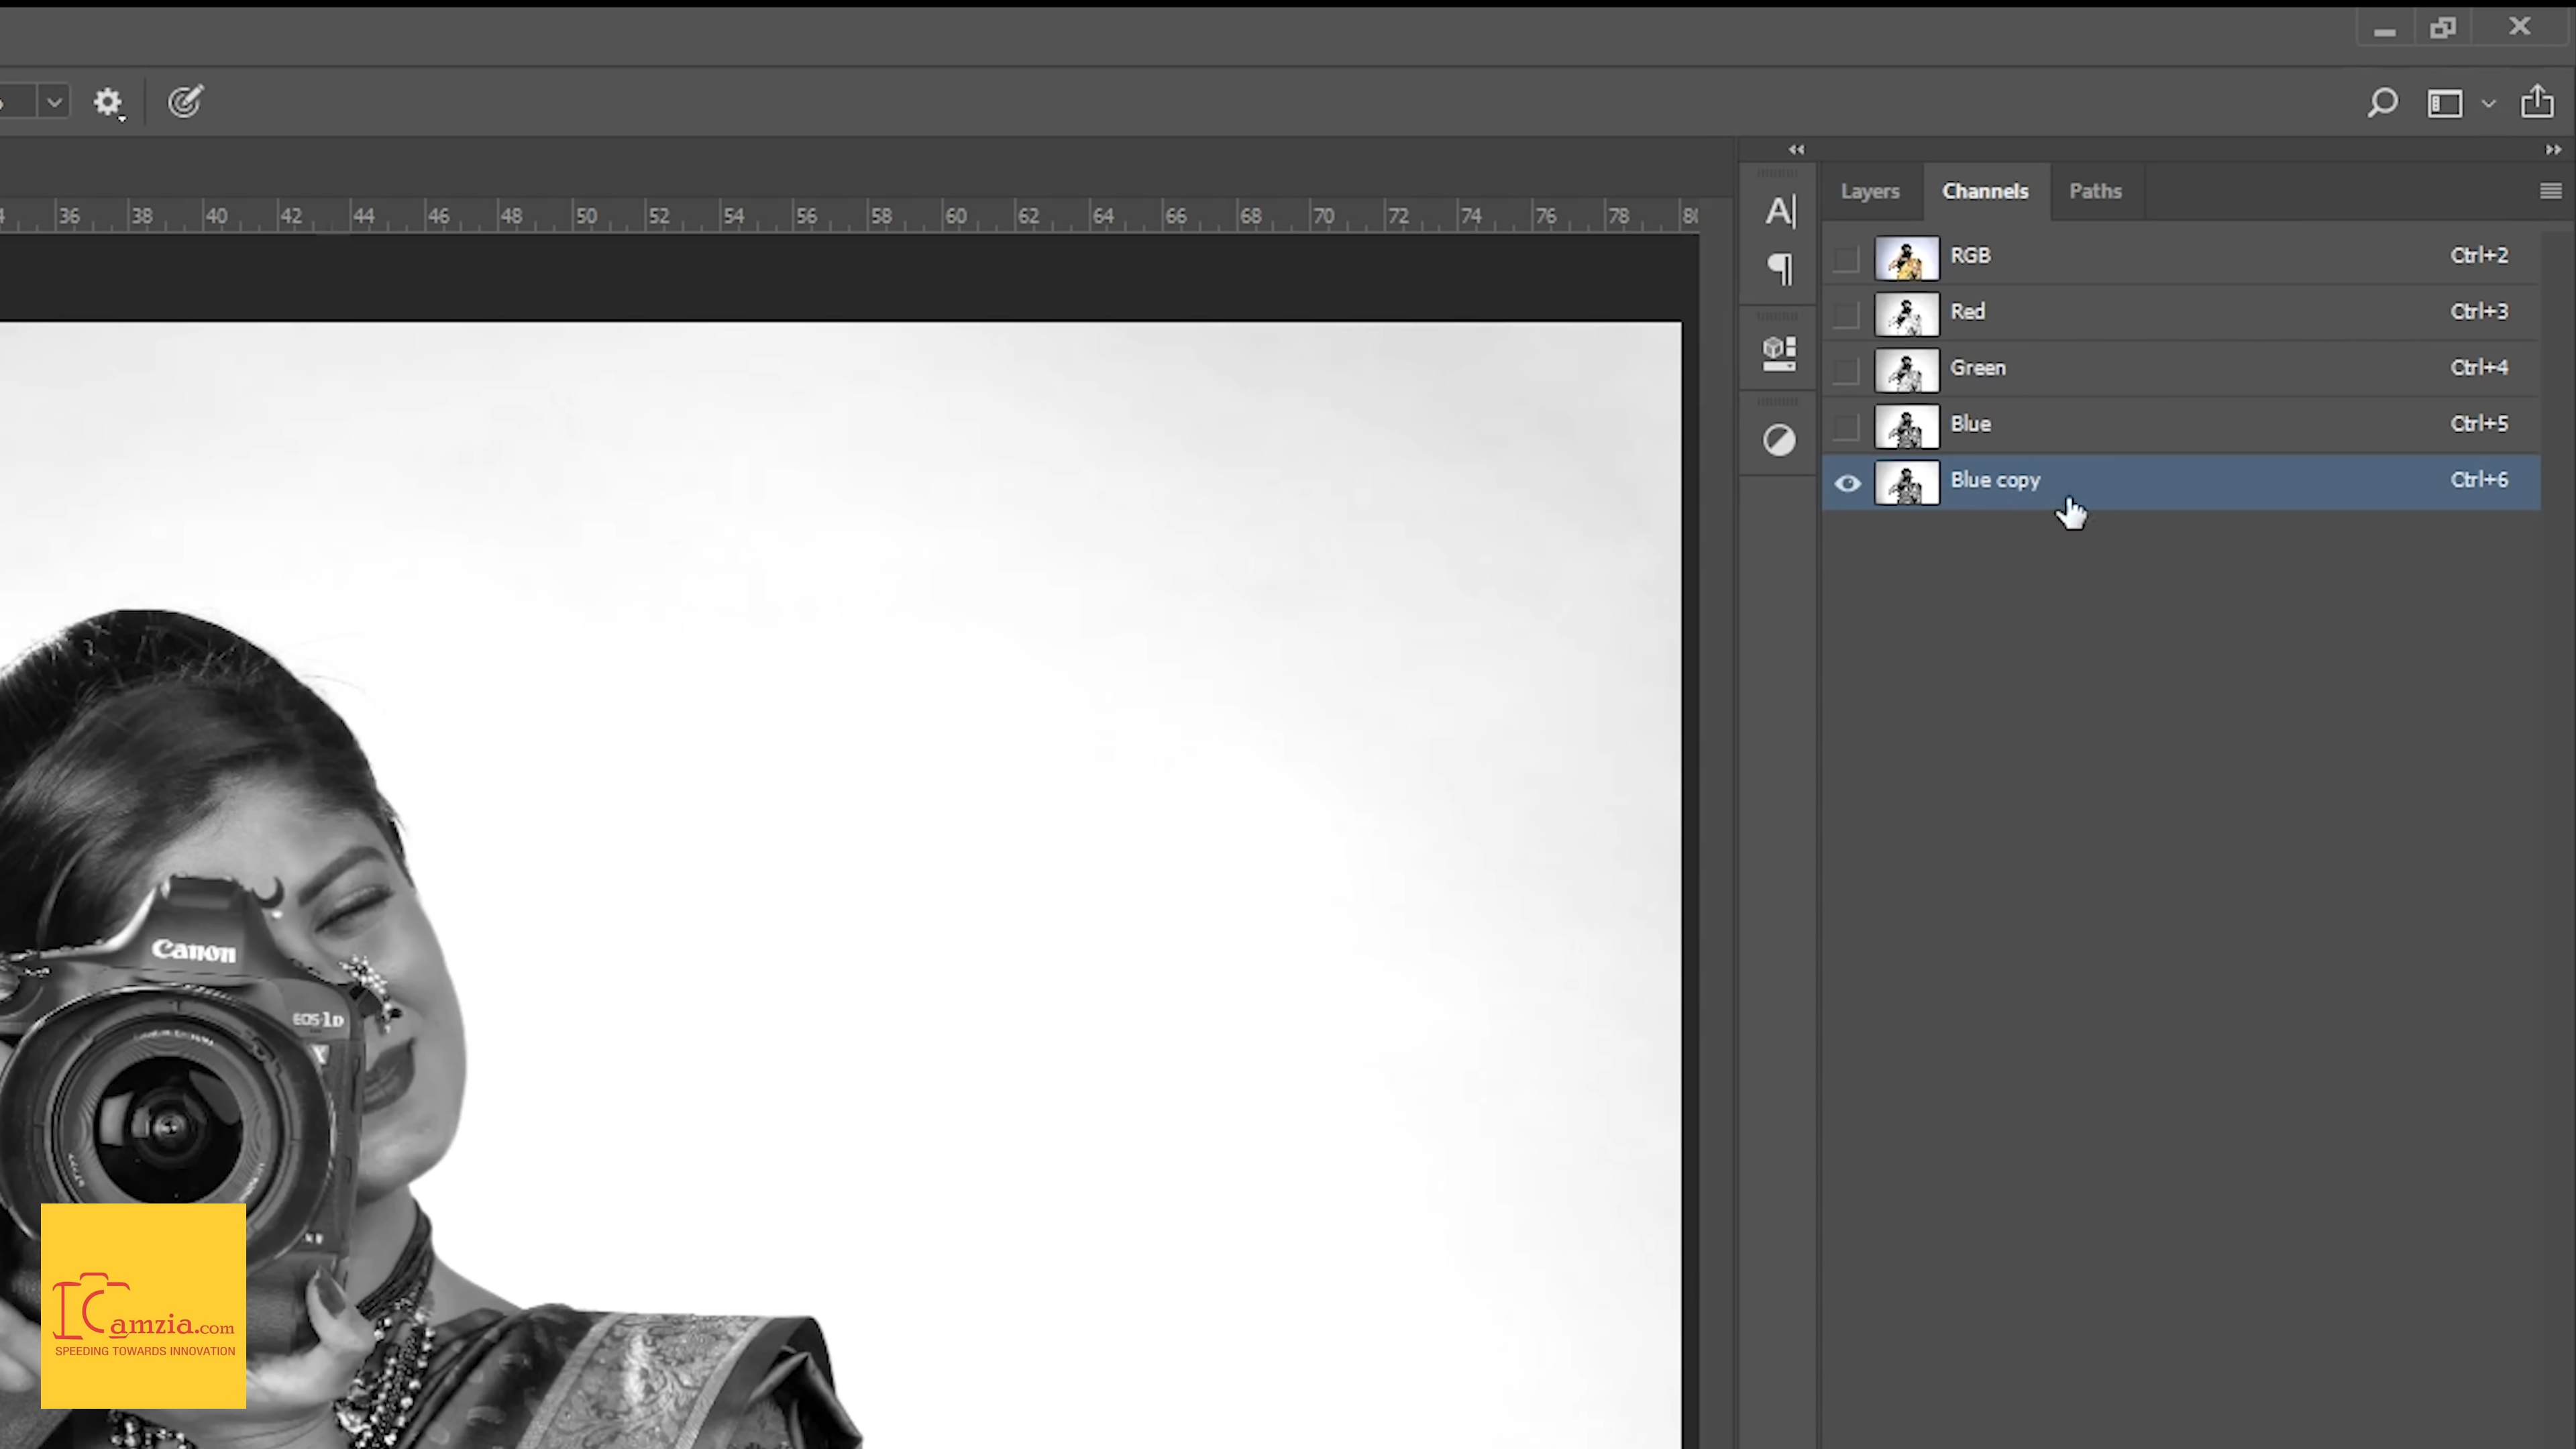 36 38 40 42 44 46 48 50 52 54 56 58 60 62 64 66 68 70 72 74 76 78 80
A
Layers Channels Paths
RGB Ctrl+2
Red Ctrl+3
Green Ctrl+4
Blue Ctrl+5
Blue copy Ctrl+6
Canon
EOS-1D
X
ICamzia.com
SPEEDING TOWARDS INNOVATION